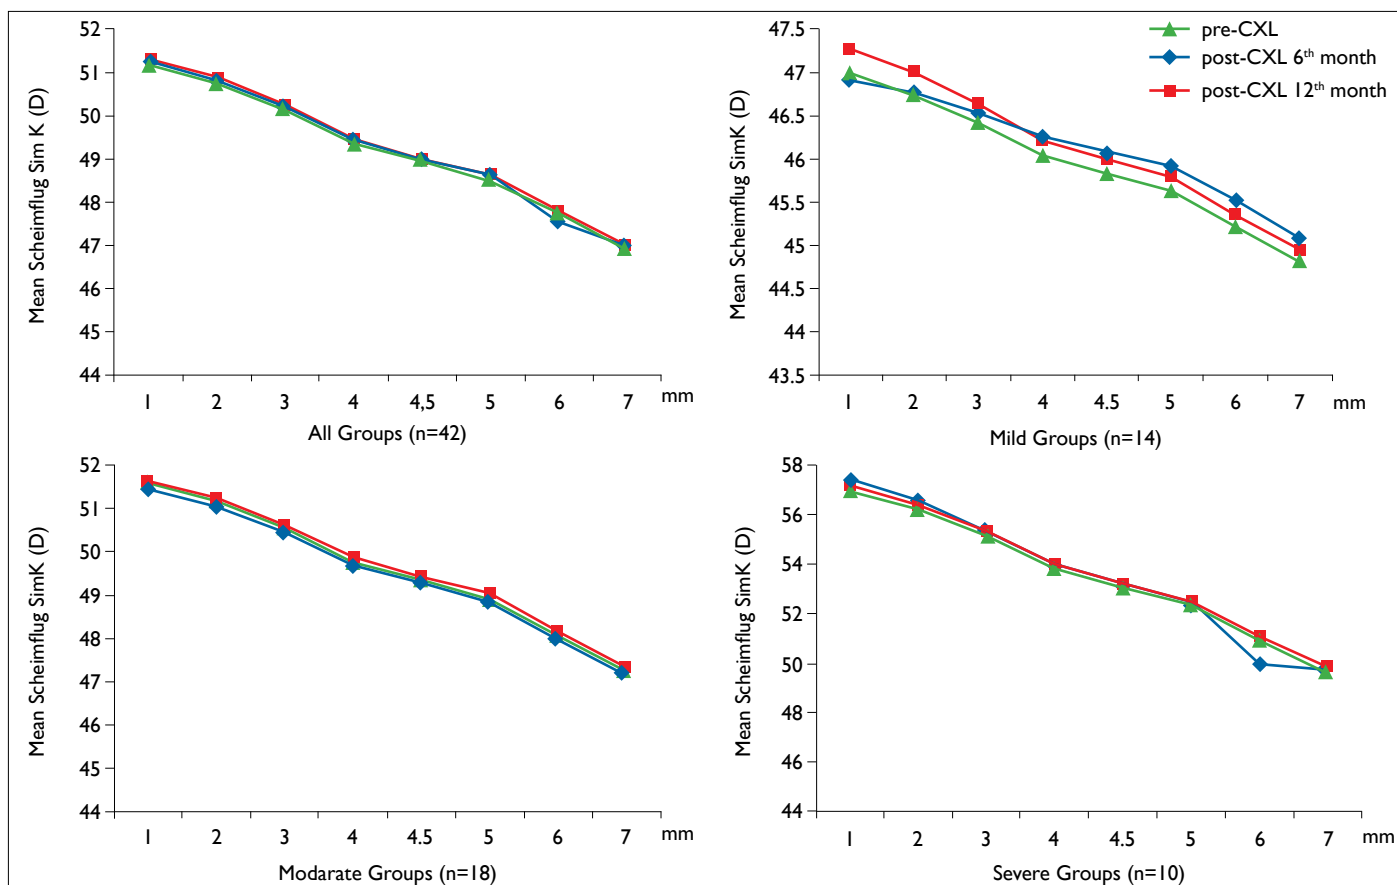 52
51
50
49
48
47
46
45
44
Mean Scheimflug Sim K (D)
1 2 3 4 4,5 5 6 7 mm
All Groups (n=42)
47.5
47
46.5
46
45.5
45
44.5
44
43.5
Mean Scheimflug SimK (D)
1 2 3 4 4.5 5 6 7 mm
Mild Groups (n=14)
pre-CXL
post-CXL 6th month
post-CXL 12th month
52
51
50
49
48
47
46
45
44
Mean Scheimflug SimK (D)
1 2 3 4 4.5 5 6 7 mm
Modarate Groups (n=18)
58
56
54
52
50
48
46
44
Mean Scheimflug SimK (D)
1 2 3 4 4.5 5 6 7 mm
Severe Groups (n=10)